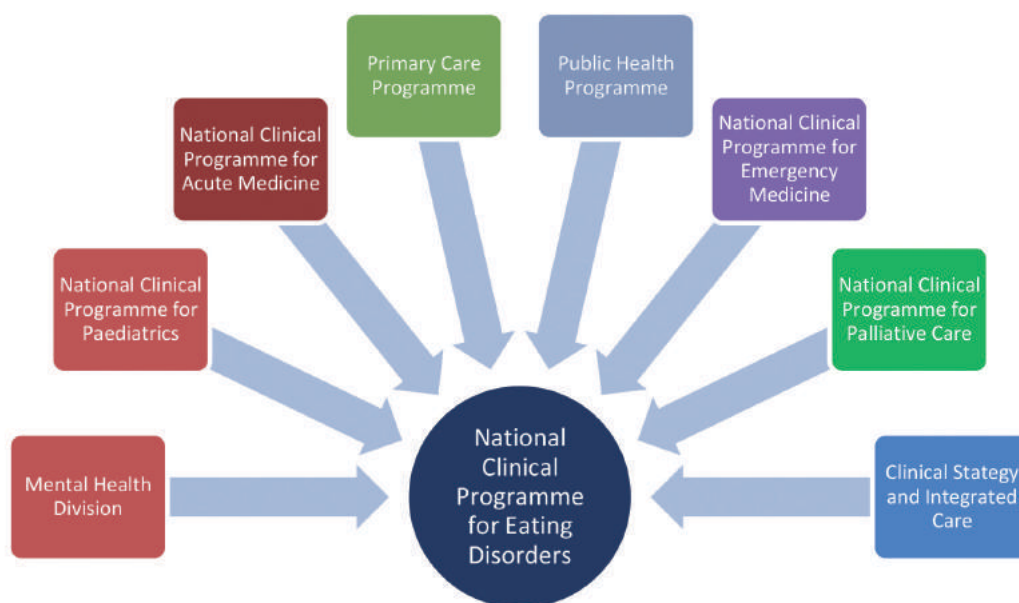 Primary Care
Programme
Public Health
Programme
National Clinical
Programme for
Acute Medicine
National Clinical
Programme for
Emergency
Medicine
National Clinical
Programme for
Paediatrics
National Clinical
Programme for
Palliative Care
Mental Health
Division
National
Clinical
Programme
for Eating
Disorders
Clinical Stategy
and Integrated
Care